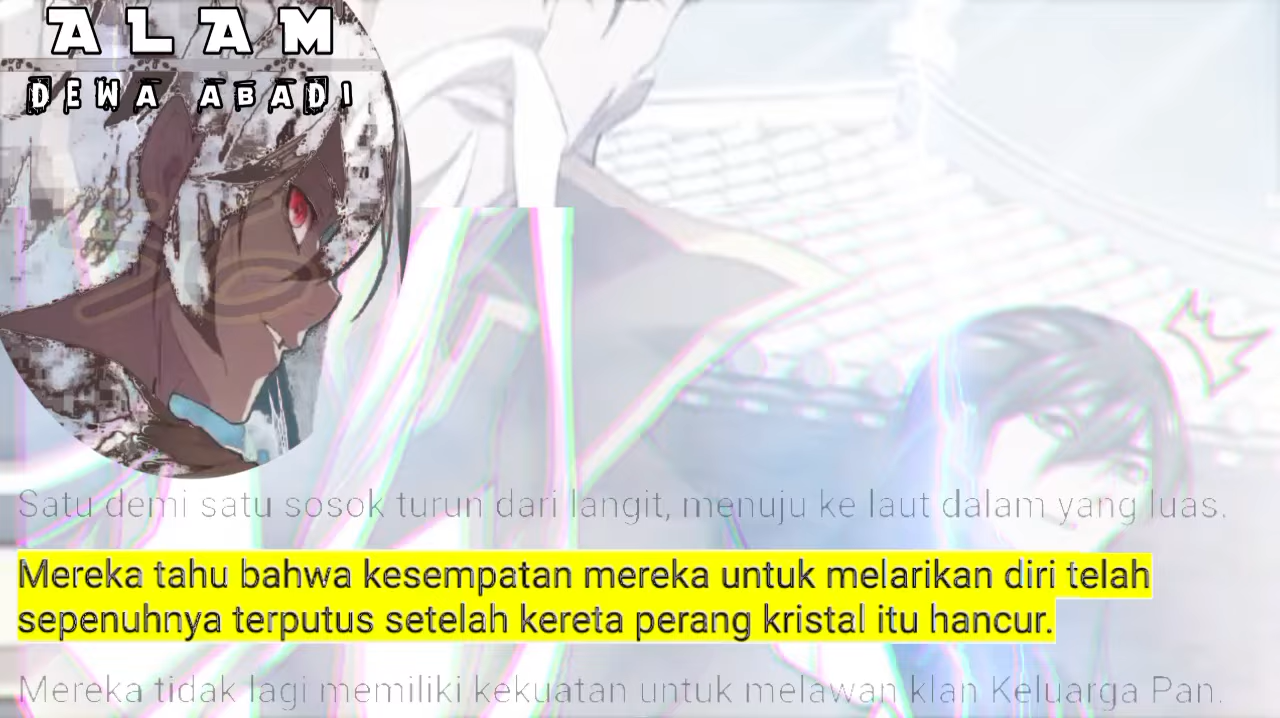 ALAM
DEWA ABADI
Satu demi satu sosok turun dari langit, menuju ke laut dalam yang luas.
Mereka tahu bahwa kesempatan mereka untuk melarikan diri telah
sepenuhnya terputus setelah kereta perang kristal itu hancur.
Mereka tidak lagi memiliki kekuatan untuk melawan klan Keluarga Pan.